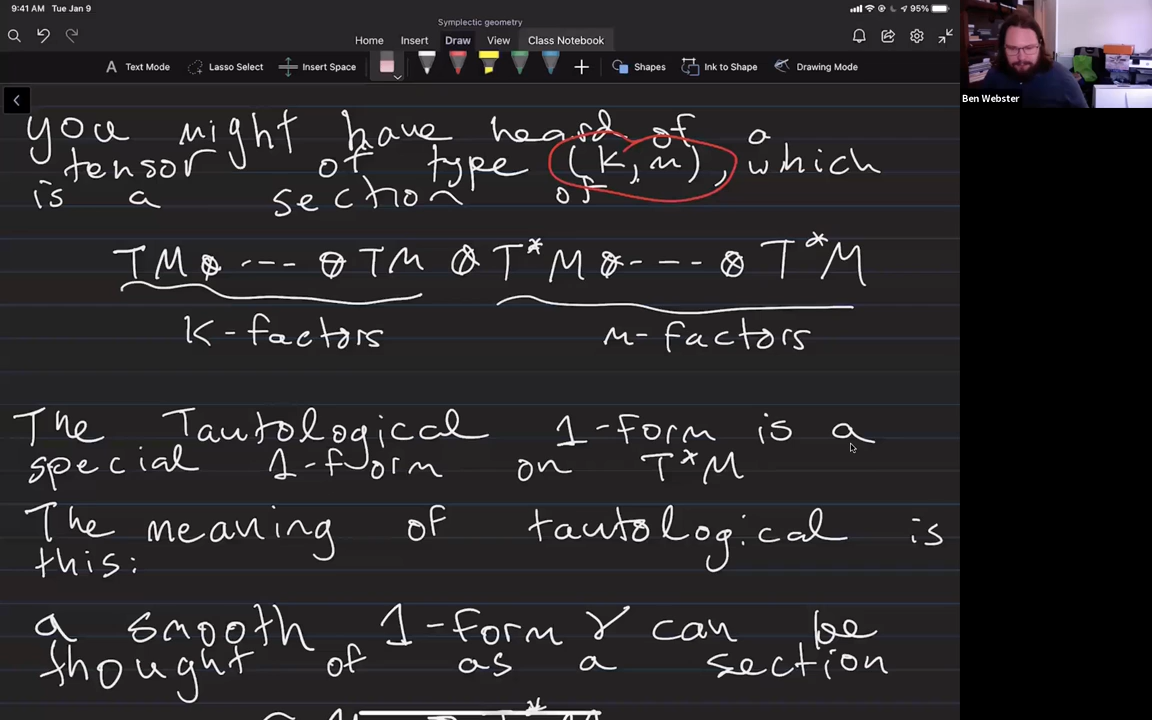 9:41 AM Tue Jan 9
95%
Symplectic geometry
Home Insert Draw View Class Notebook
Text Mode Lasso Select Insert Space Shapes Ink to Shape Drawing Mode
Ben Webster
you might have heard of a
tensor of type (k, m), which
is a section of
TM ⊗ --- ⊗ TM ⊗ T*M ⊗ --- ⊗ T*M
k-factors m-factors
The Tautological 1-form is a
special 1-form on T*M
The meaning of tautological is
this:
a smooth 1-form γ can be
thought of as a section